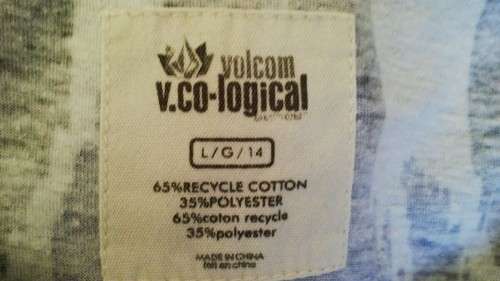 volcom
v.co-logical
L/G/14
65%RECYCLE COTTON
35%POLYESTER
65%coton recycle
35%polyester
MADE IN CHINA
fait en chine